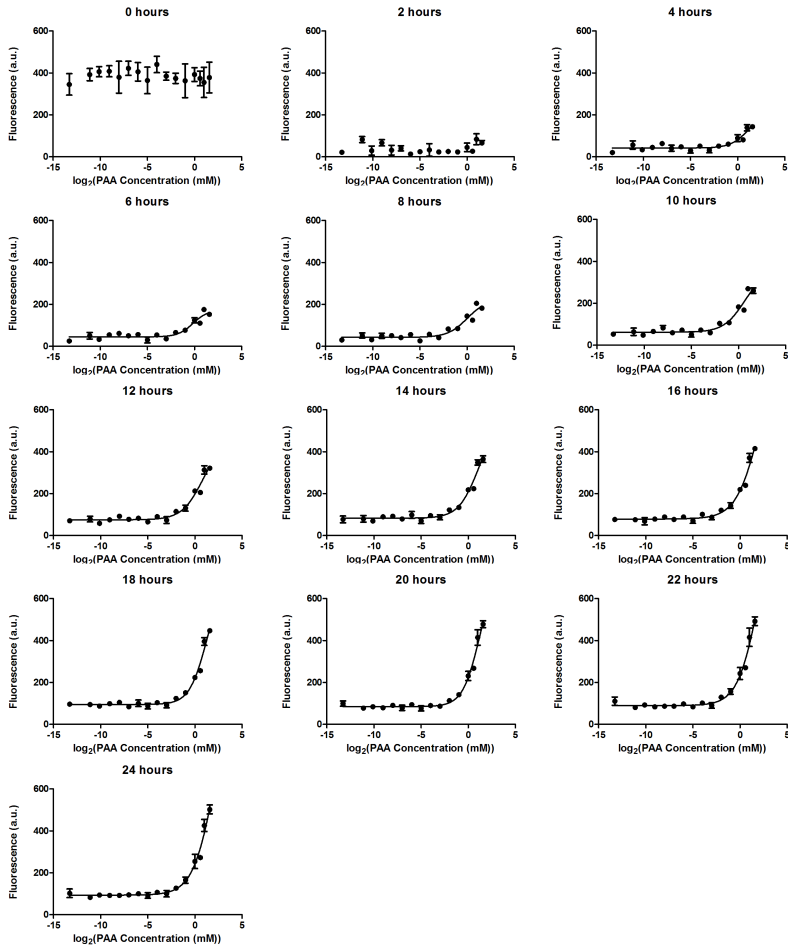 0 hours
Fluorescence (a.u.)
600
400
200
0
-15 -10 -5 0 5
log2(PAA Concentration (mM))
2 hours
Fluorescence (a.u.)
600
400
200
0
-15 -10 -5 0 5
log2(PAA Concentration (mM))
4 hours
Fluorescence (a.u.)
600
400
200
0
-15 -10 -5 0 5
log2(PAA Concentration (mM))
6 hours
Fluorescence (a.u.)
600
400
200
0
-15 -10 -5 0 5
log2(PAA Concentration (mM))
8 hours
Fluorescence (a.u.)
600
400
200
0
-15 -10 -5 0 5
log2(PAA Concentration (mM))
10 hours
Fluorescence (a.u.)
600
400
200
0
-15 -10 -5 0 5
log2(PAA Concentration (mM))
12 hours
Fluorescence (a.u.)
600
400
200
0
-15 -10 -5 0 5
log2(PAA Concentration (mM))
14 hours
Fluorescence (a.u.)
600
400
200
0
-15 -10 -5 0 5
log2(PAA Concentration (mM))
16 hours
Fluorescence (a.u.)
600
400
200
0
-15 -10 -5 0 5
log2(PAA Concentration (mM))
18 hours
Fluorescence (a.u.)
600
400
200
0
-15 -10 -5 0 5
log2(PAA Concentration (mM))
20 hours
Fluorescence (a.u.)
600
400
200
0
-15 -10 -5 0 5
log2(PAA Concentration (mM))
22 hours
Fluorescence (a.u.)
600
400
200
0
-15 -10 -5 0 5
log2(PAA Concentration (mM))
24 hours
Fluorescence (a.u.)
600
400
200
0
-15 -10 -5 0 5
log2(PAA Concentration (mM))